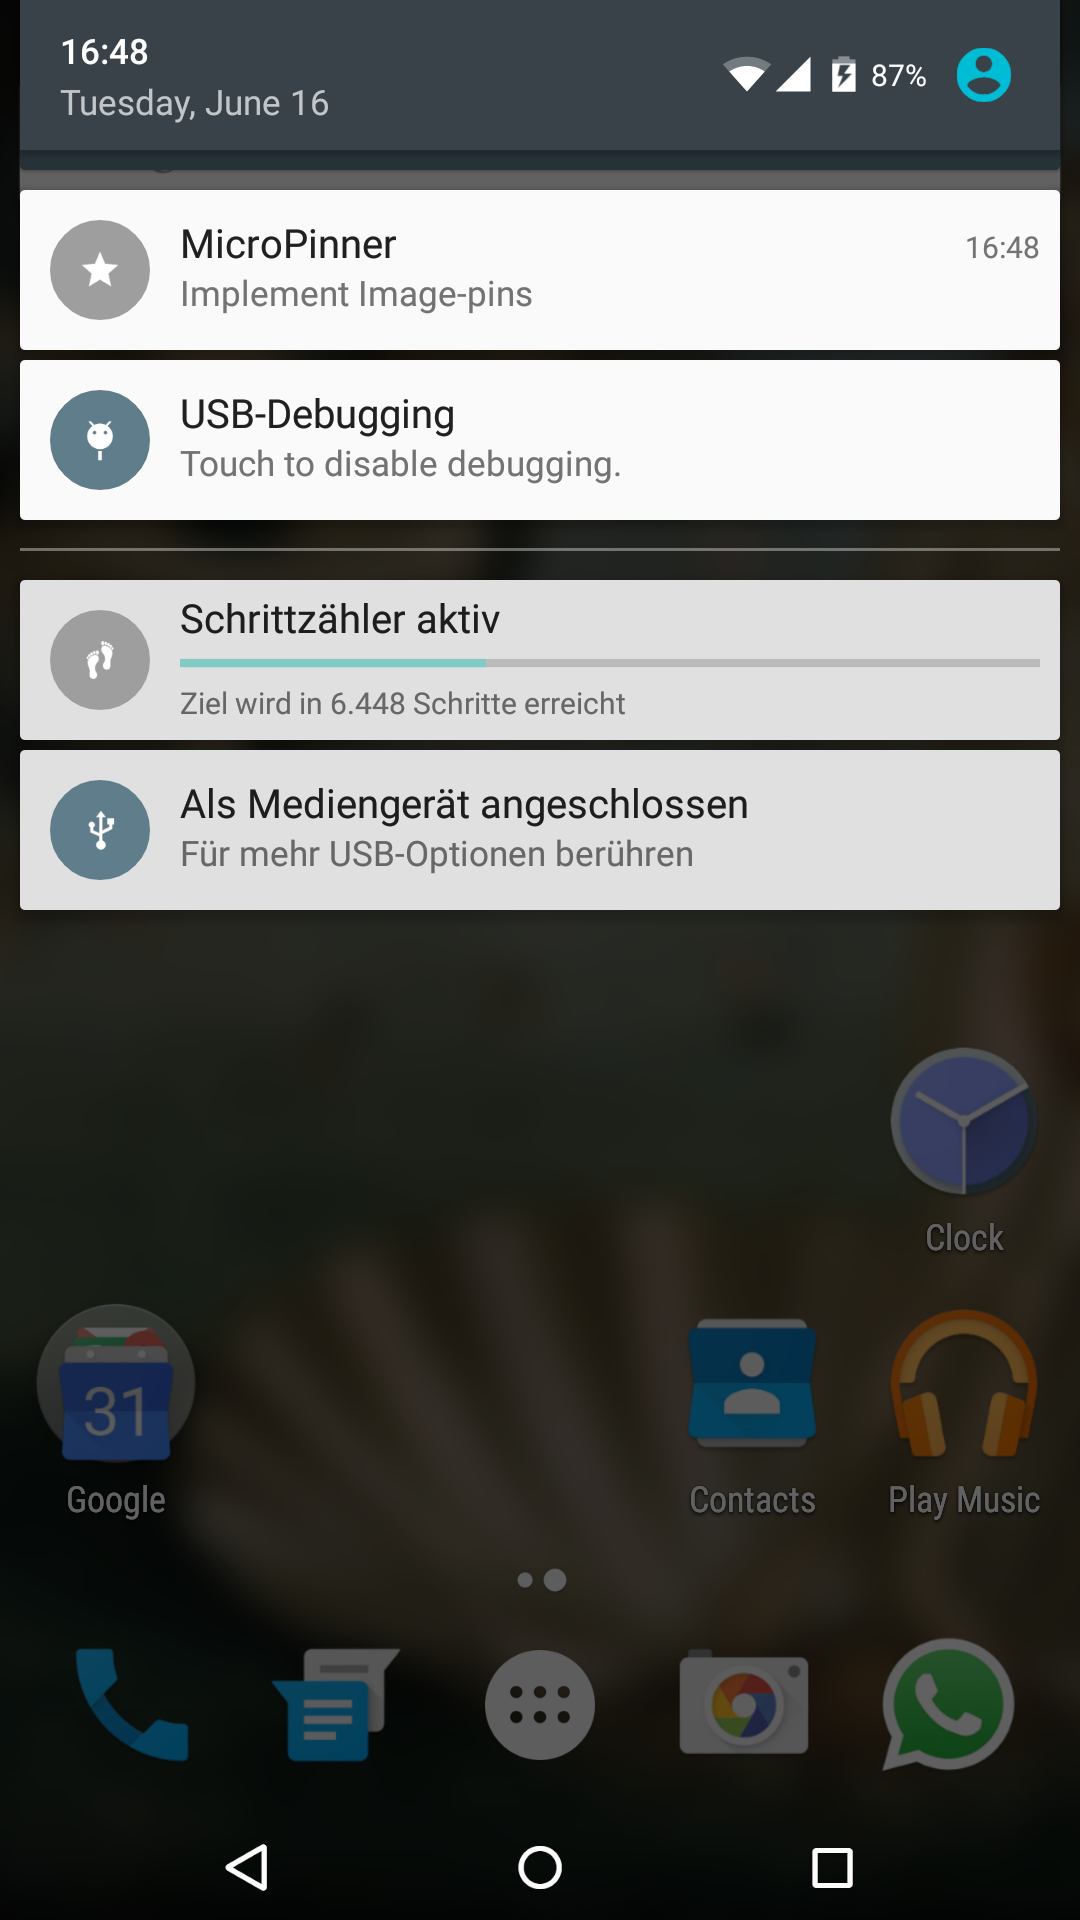 16:48
Tuesday, June 16
87%
MicroPinner
16:48
Implement Image-pins
USB-Debugging
Touch to disable debugging.
Schrittzähler aktiv
Ziel wird in 6.448 Schritte erreicht
Als Mediengerät angeschlossen
Für mehr USB-Optionen berühren
Clock
31
Google
Contacts
Play Music